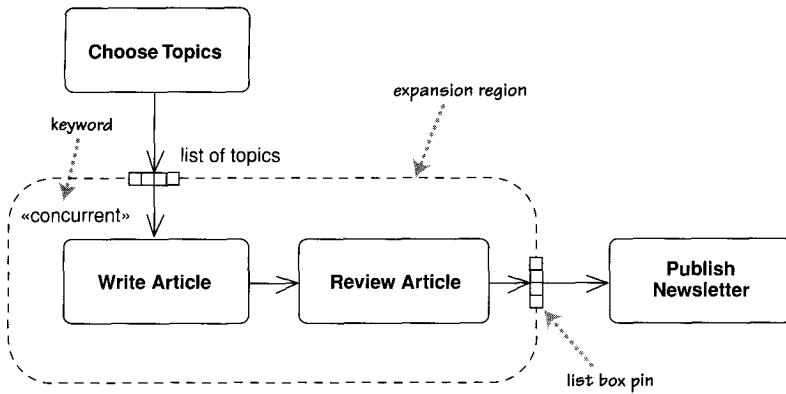 Choose Topics
expansion region
keyword
list of topics
«concurrent»
Write Article
Review Article
Publish
Newsletter
list box pin